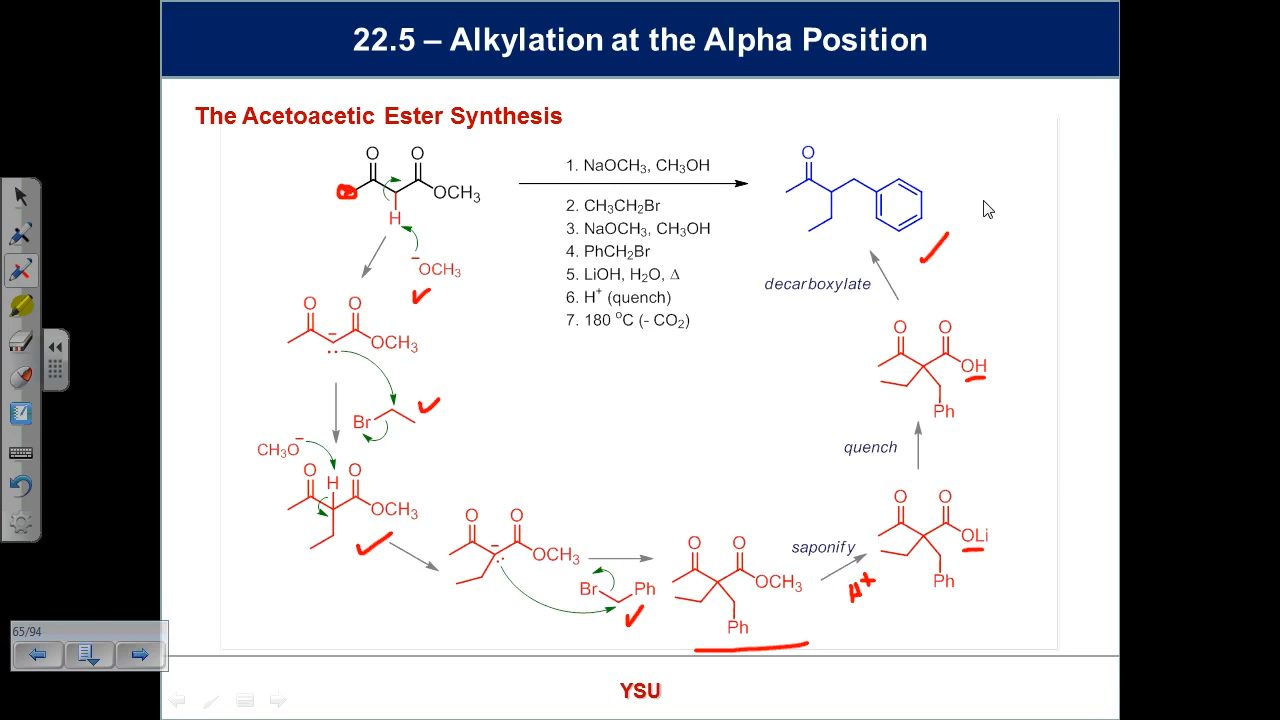 22.5 – Alkylation at the Alpha Position
The Acetoacetic Ester Synthesis
O O
OCH₃
H
⁻OCH₃
1. NaOCH₃, CH₃OH
2. CH₃CH₂Br
3. NaOCH₃, CH₃OH
4. PhCH₂Br
5. LiOH, H₂O, Δ
6. H⁺ (quench)
7. 180 ºC (- CO₂)
O
decarboxylate
O O
OCH₃
Br
CH₃O⁻
O H O
OCH₃
O O
OCH₃
Br Ph
O O
OCH₃
Ph
saponify
O O
OLi
Ph
quench
O O
OH
Ph
65/94
YSU